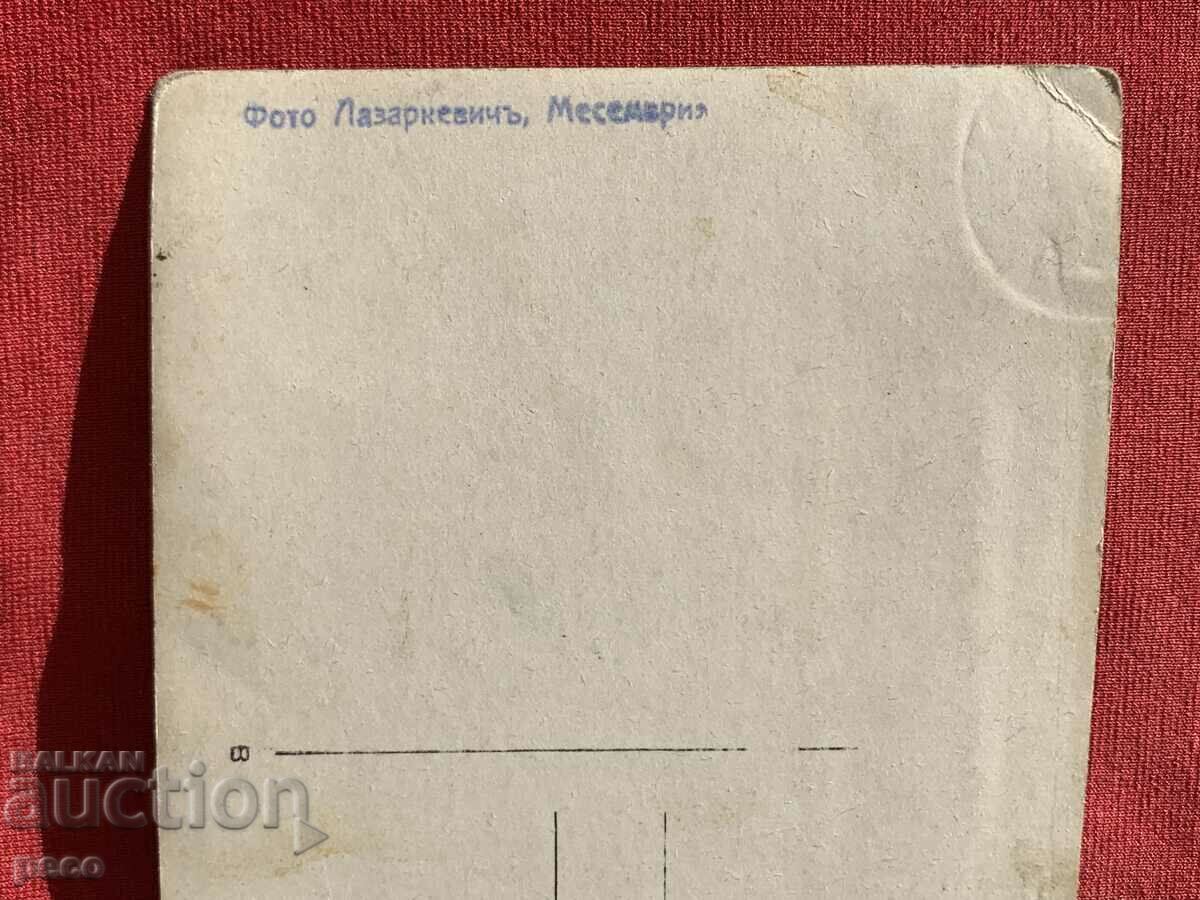 Фото Лазаркевичъ, Месемврия
B
BALKAN
auction
peco